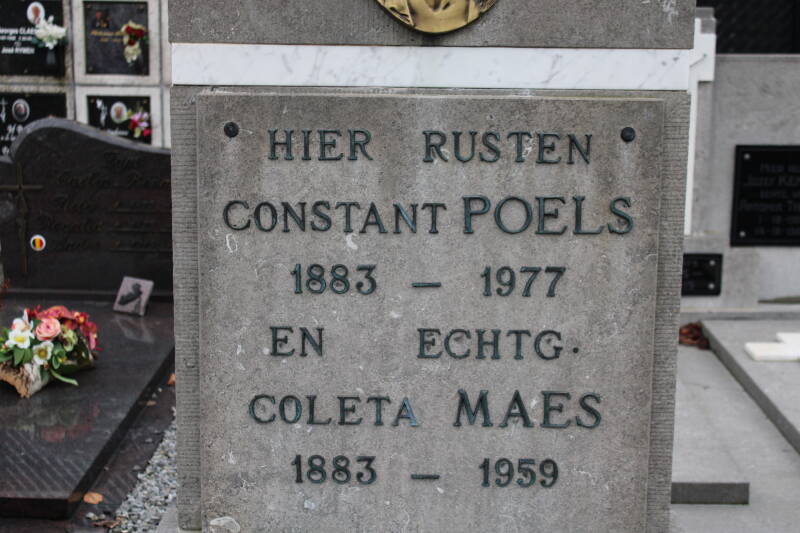 HIER RUSTEN
CONSTANT POELS
1883 — 1977
EN ECHTG.
COLETA MAES
1883 — 1959